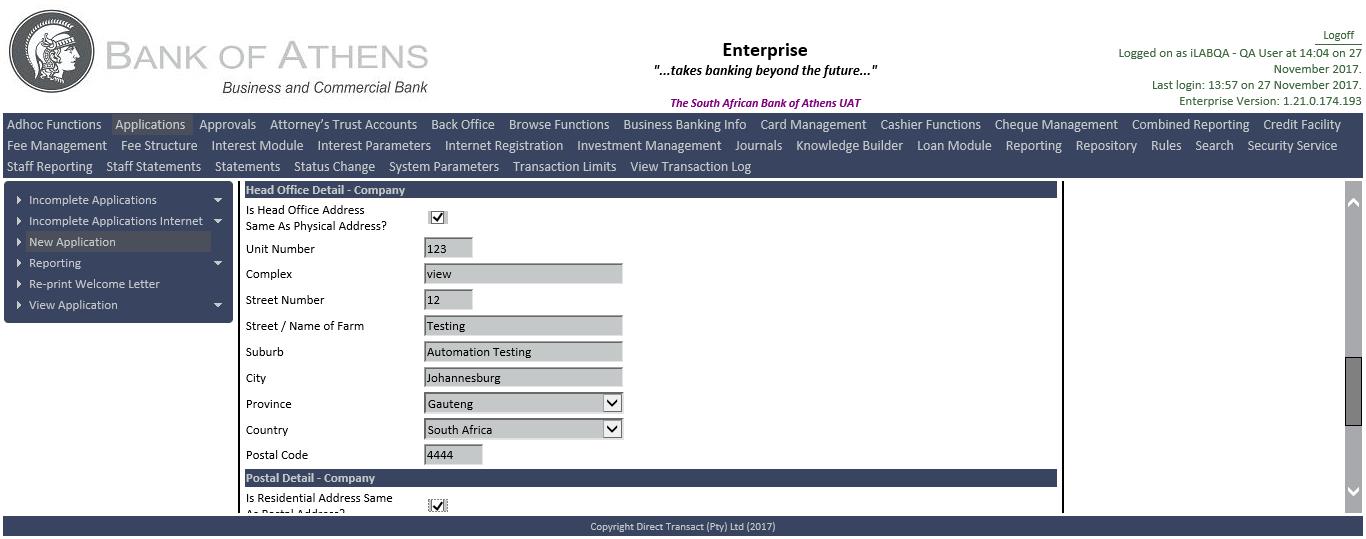 BANK OF ATHENS
Business and Commercial Bank
Enterprise
"...takes banking beyond the future..."
The South African Bank of Athens UAT
Logoff
Logged on as iLABQA - QA User at 14:04 on 27
November 2017.
Last login: 13:57 on 27 November 2017.
Enterprise Version: 1.21.0.174.193
Adhoc Functions Applications Approvals Attorney's Trust Accounts Back Office Browse Functions Business Banking Info Card Management Cashier Functions Cheque Management Combined Reporting Credit Facility
Fee Management Fee Structure Interest Module Interest Parameters Internet Registration Investment Management Journals Knowledge Builder Loan Module Reporting Repository Rules Search Security Service
Staff Reporting Staff Statements Statements Status Change System Parameters Transaction Limits View Transaction Log
Incomplete Applications
Incomplete Applications Internet
New Application
Reporting
Re-print Welcome Letter
View Application
Head Office Detail - Company
Is Head Office Address
Same As Physical Address?
Unit Number 123
Complex view
Street Number 12
Street / Name of Farm Testing
Suburb Automation Testing
City Johannesburg
Province Gauteng
Country South Africa
Postal Code 4444
Postal Detail - Company
Is Residential Address Same
As Postal Address?
Copyright Direct Transact (Pty) Ltd (2017)